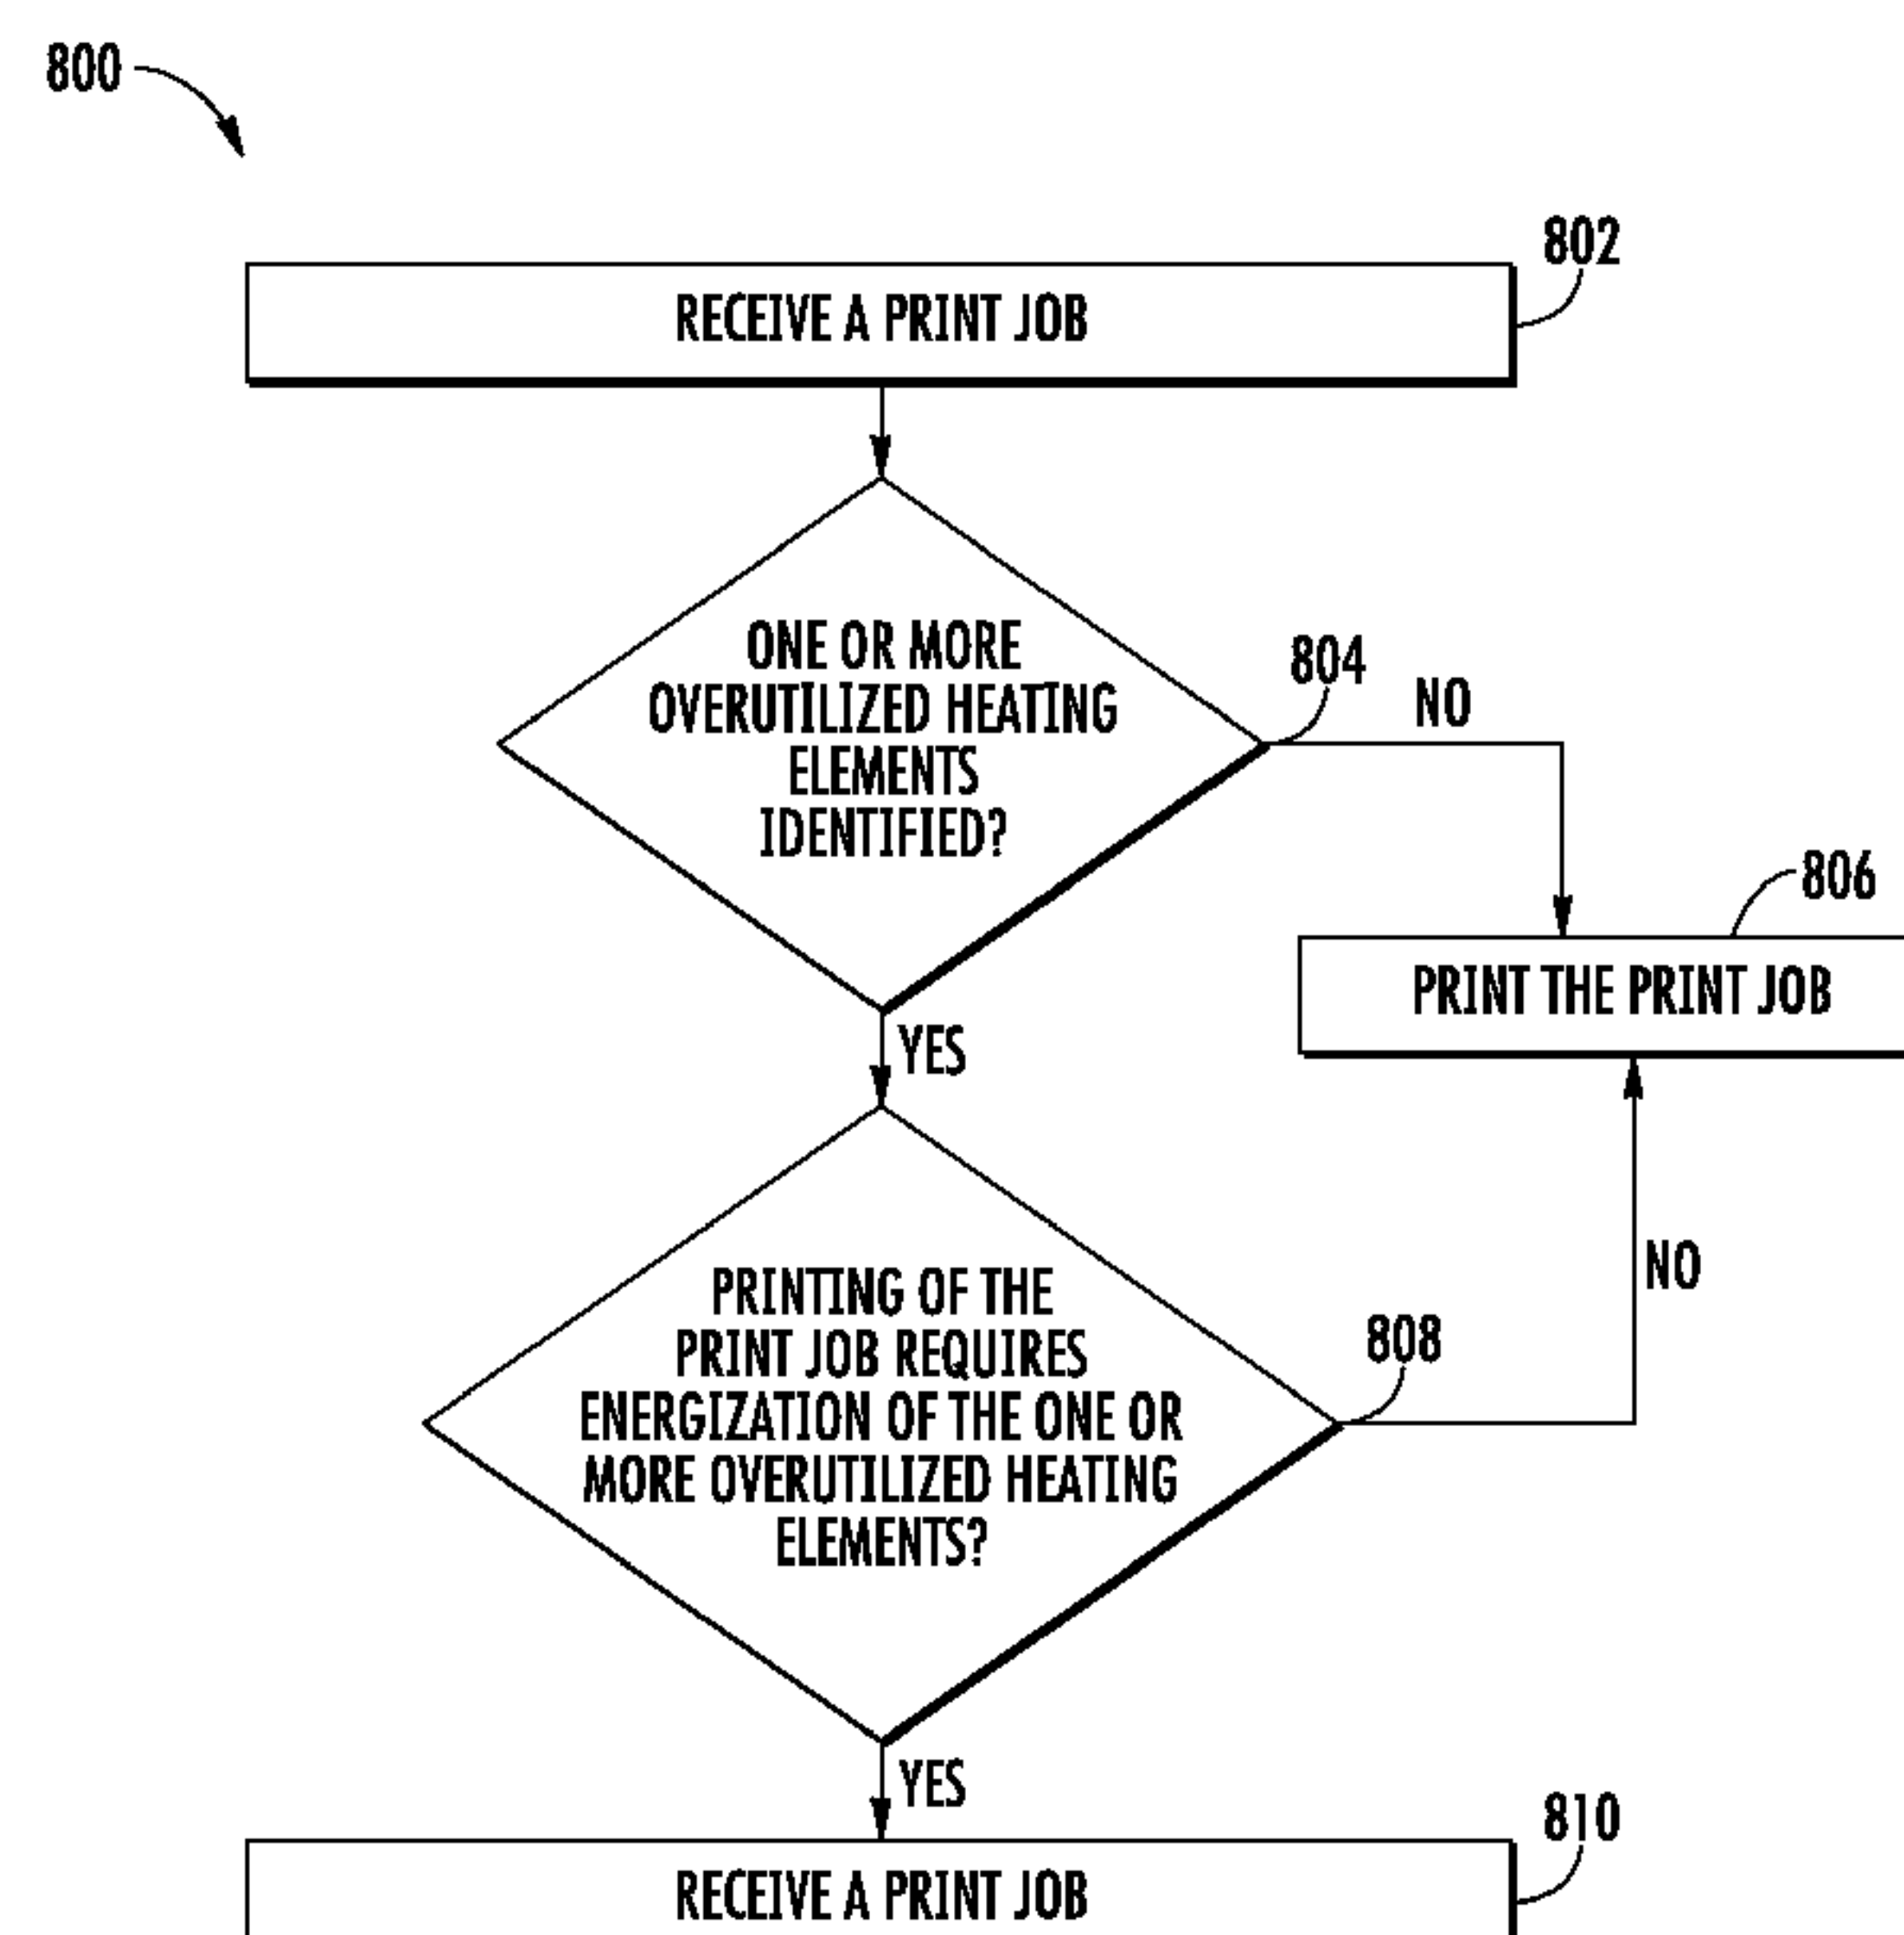 800
802
RECEIVE A PRINT JOB
ONE OR MORE
OVERUTILIZED HEATING
ELEMENTS
IDENTIFIED?
804
NO
806
PRINT THE PRINT JOB
YES
PRINTING OF THE
PRINT JOB REQUIRES
ENERGIZATION OF THE ONE OR
MORE OVERUTILIZED HEATING
ELEMENTS?
808
NO
YES
810
RECEIVE A PRINT JOB